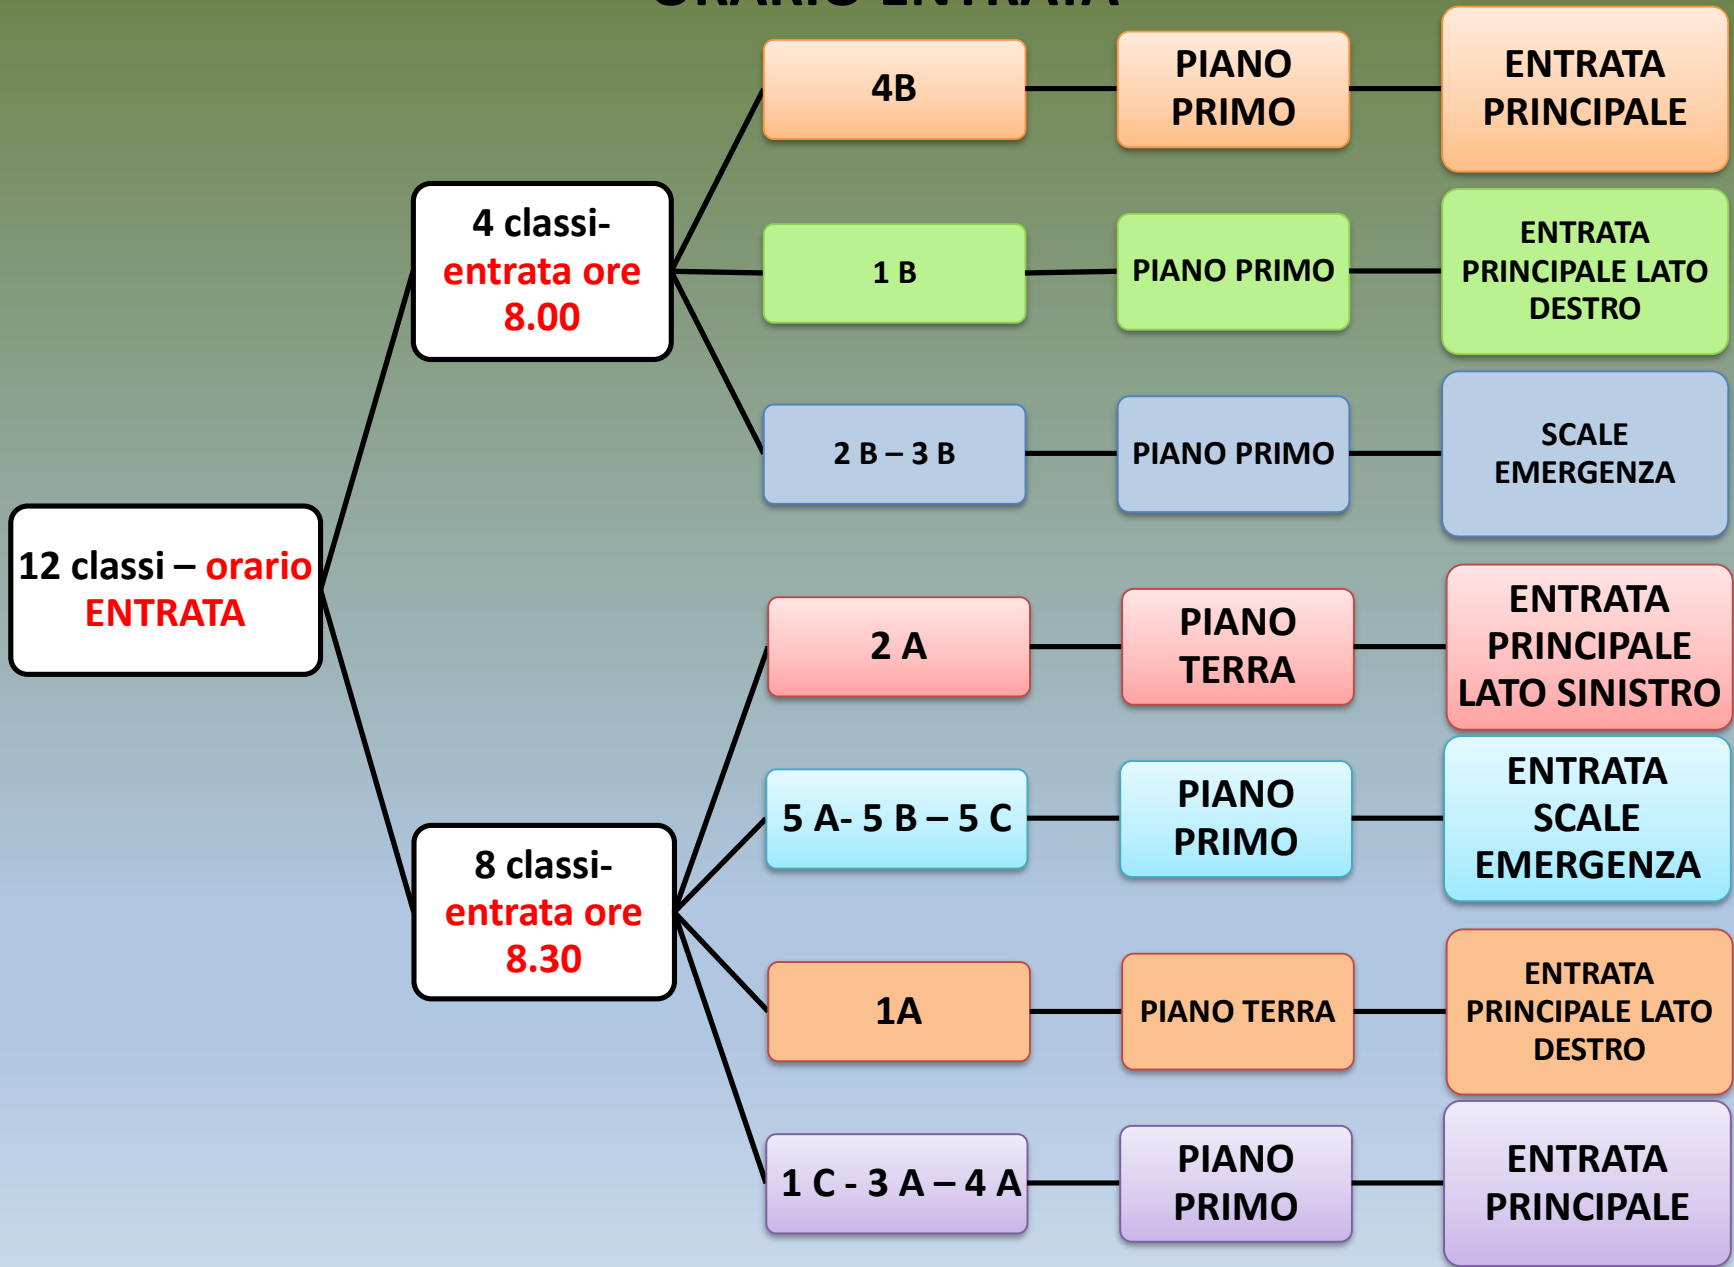 ORARIO ENTRATA
12 classi – orario
ENTRATA
4 classi-
entrata ore
8.00
4B
PIANO
PRIMO
ENTRATA
PRINCIPALE
1 B
PIANO PRIMO
ENTRATA
PRINCIPALE LATO
DESTRO
2 B – 3 B
PIANO PRIMO
SCALE
EMERGENZA
8 classi-
entrata ore
8.30
2 A
PIANO
TERRA
ENTRATA
PRINCIPALE
LATO SINISTRO
5 A- 5 B – 5 C
PIANO
PRIMO
ENTRATA
SCALE
EMERGENZA
1A
PIANO TERRA
ENTRATA
PRINCIPALE LATO
DESTRO
1 C - 3 A – 4 A
PIANO
PRIMO
ENTRATA
PRINCIPALE